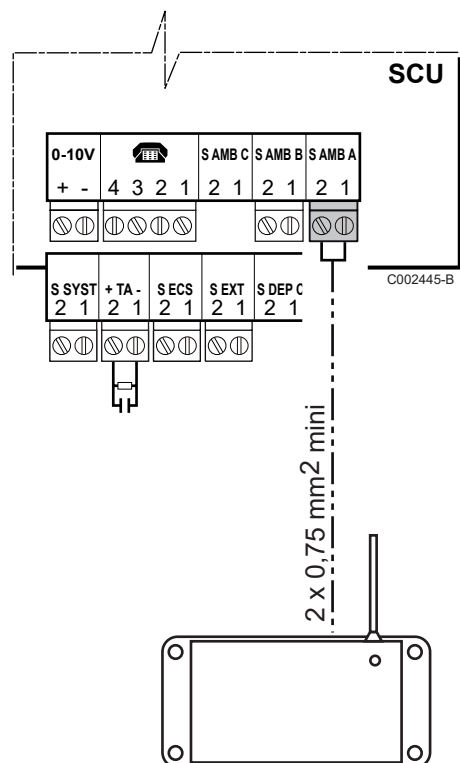 SCU
0-10V S AMB C S AMB B S AMB A
+ - 4 3 2 1 2 1 2 1 2 1
C002445-B
S SYST + TA - S ECS S EXT S DEP C
2 1 2 1 2 1 2 1 2 1
2 x 0,75 mm2 mini